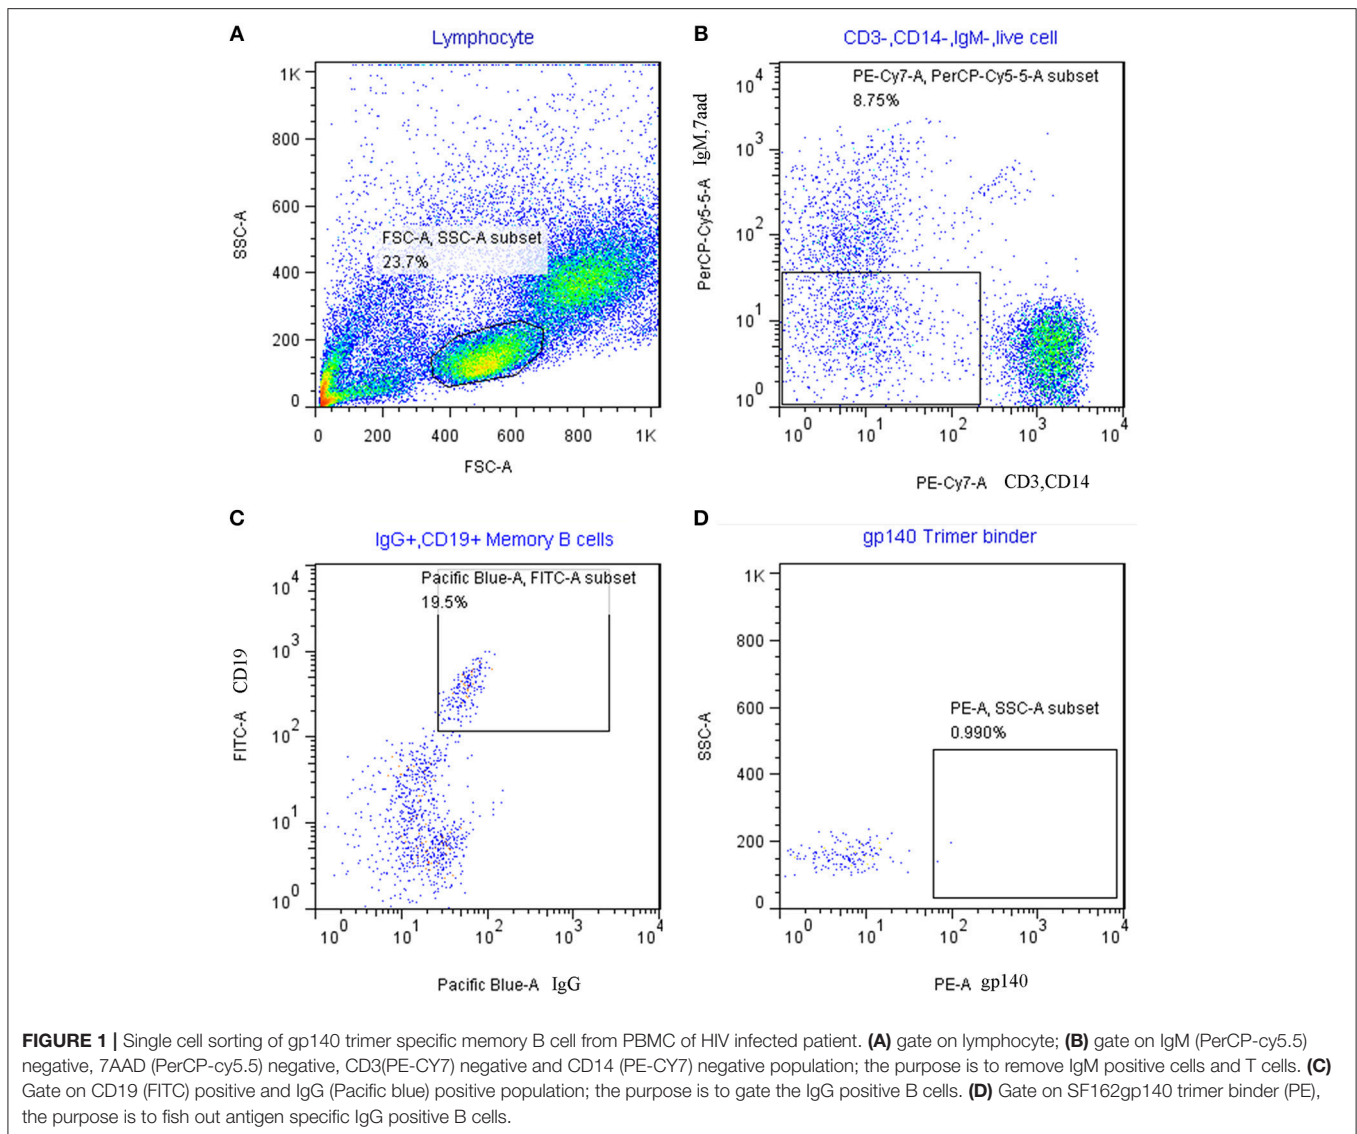 A
Lymphocyte
1K
800
600
400
200
0
SSC-A
FSC-A, SSC-A subset
23.7%
0 200 400 600 800 1K
FSC-A
B
CD3-,CD14-,IgM-,live cell
10^4
10^3
10^2
10^1
10^0
PerCP-Cy5-5-A IgM,7aad
PE-Cy7-A, PerCP-Cy5-5-A subset
8.75%
10^0 10^1 10^2 10^3 10^4
PE-Cy7-A CD3,CD14
C
IgG+,CD19+ Memory B cells
10^4
10^3
10^2
10^1
10^0
FITC-A CD19
Pacific Blue-A, FITC-A subset
19.5%
10^0 10^1 10^2 10^3 10^4
Pacific Blue-A IgG
D
gp140 Trimer binder
1K
800
600
400
200
0
SSC-A
PE-A, SSC-A subset
0.990%
10^0 10^1 10^2 10^3 10^4
PE-A gp140
FIGURE 1 | Single cell sorting of gp140 trimer specific memory B cell from PBMC of HIV infected patient. (A) gate on lymphocyte; (B) gate on IgM (PerCP-cy5.5)
negative, 7AAD (PerCP-cy5.5) negative, CD3(PE-CY7) negative and CD14 (PE-CY7) negative population; the purpose is to remove IgM positive cells and T cells. (C)
Gate on CD19 (FITC) positive and IgG (Pacific blue) positive population; the purpose is to gate the IgG positive B cells. (D) Gate on SF162gp140 trimer binder (PE),
the purpose is to fish out antigen specific IgG positive B cells.